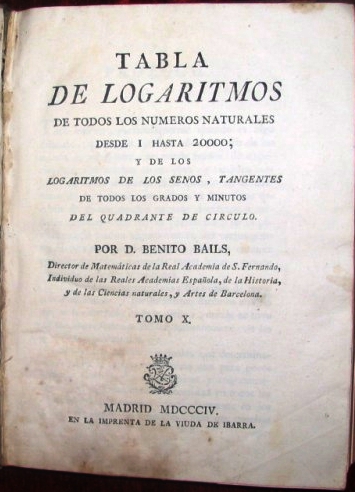 TABLA
DE LOGARITMOS
DE TODOS LOS NUMEROS NATURALES
DESDE I HASTA 20000;
Y DE LOS
LOGARITMOS DE LOS SENOS, TANGENTES
DE TODOS LOS GRADOS Y MINUTOS
DEL QUADRANTE DE CIRCULO.
POR D. BENITO BAILS,
Director de Matemáticas de la Real Academia de S. Fernando,
Individuo de las Reales Academias Española, de la Historia,
y de las Ciencias naturales, y Artes de Barcelona.
TOMO X.
MADRID MDCCCIV.
EN LA IMPRENTA DE LA VIUDA DE IBARRA.